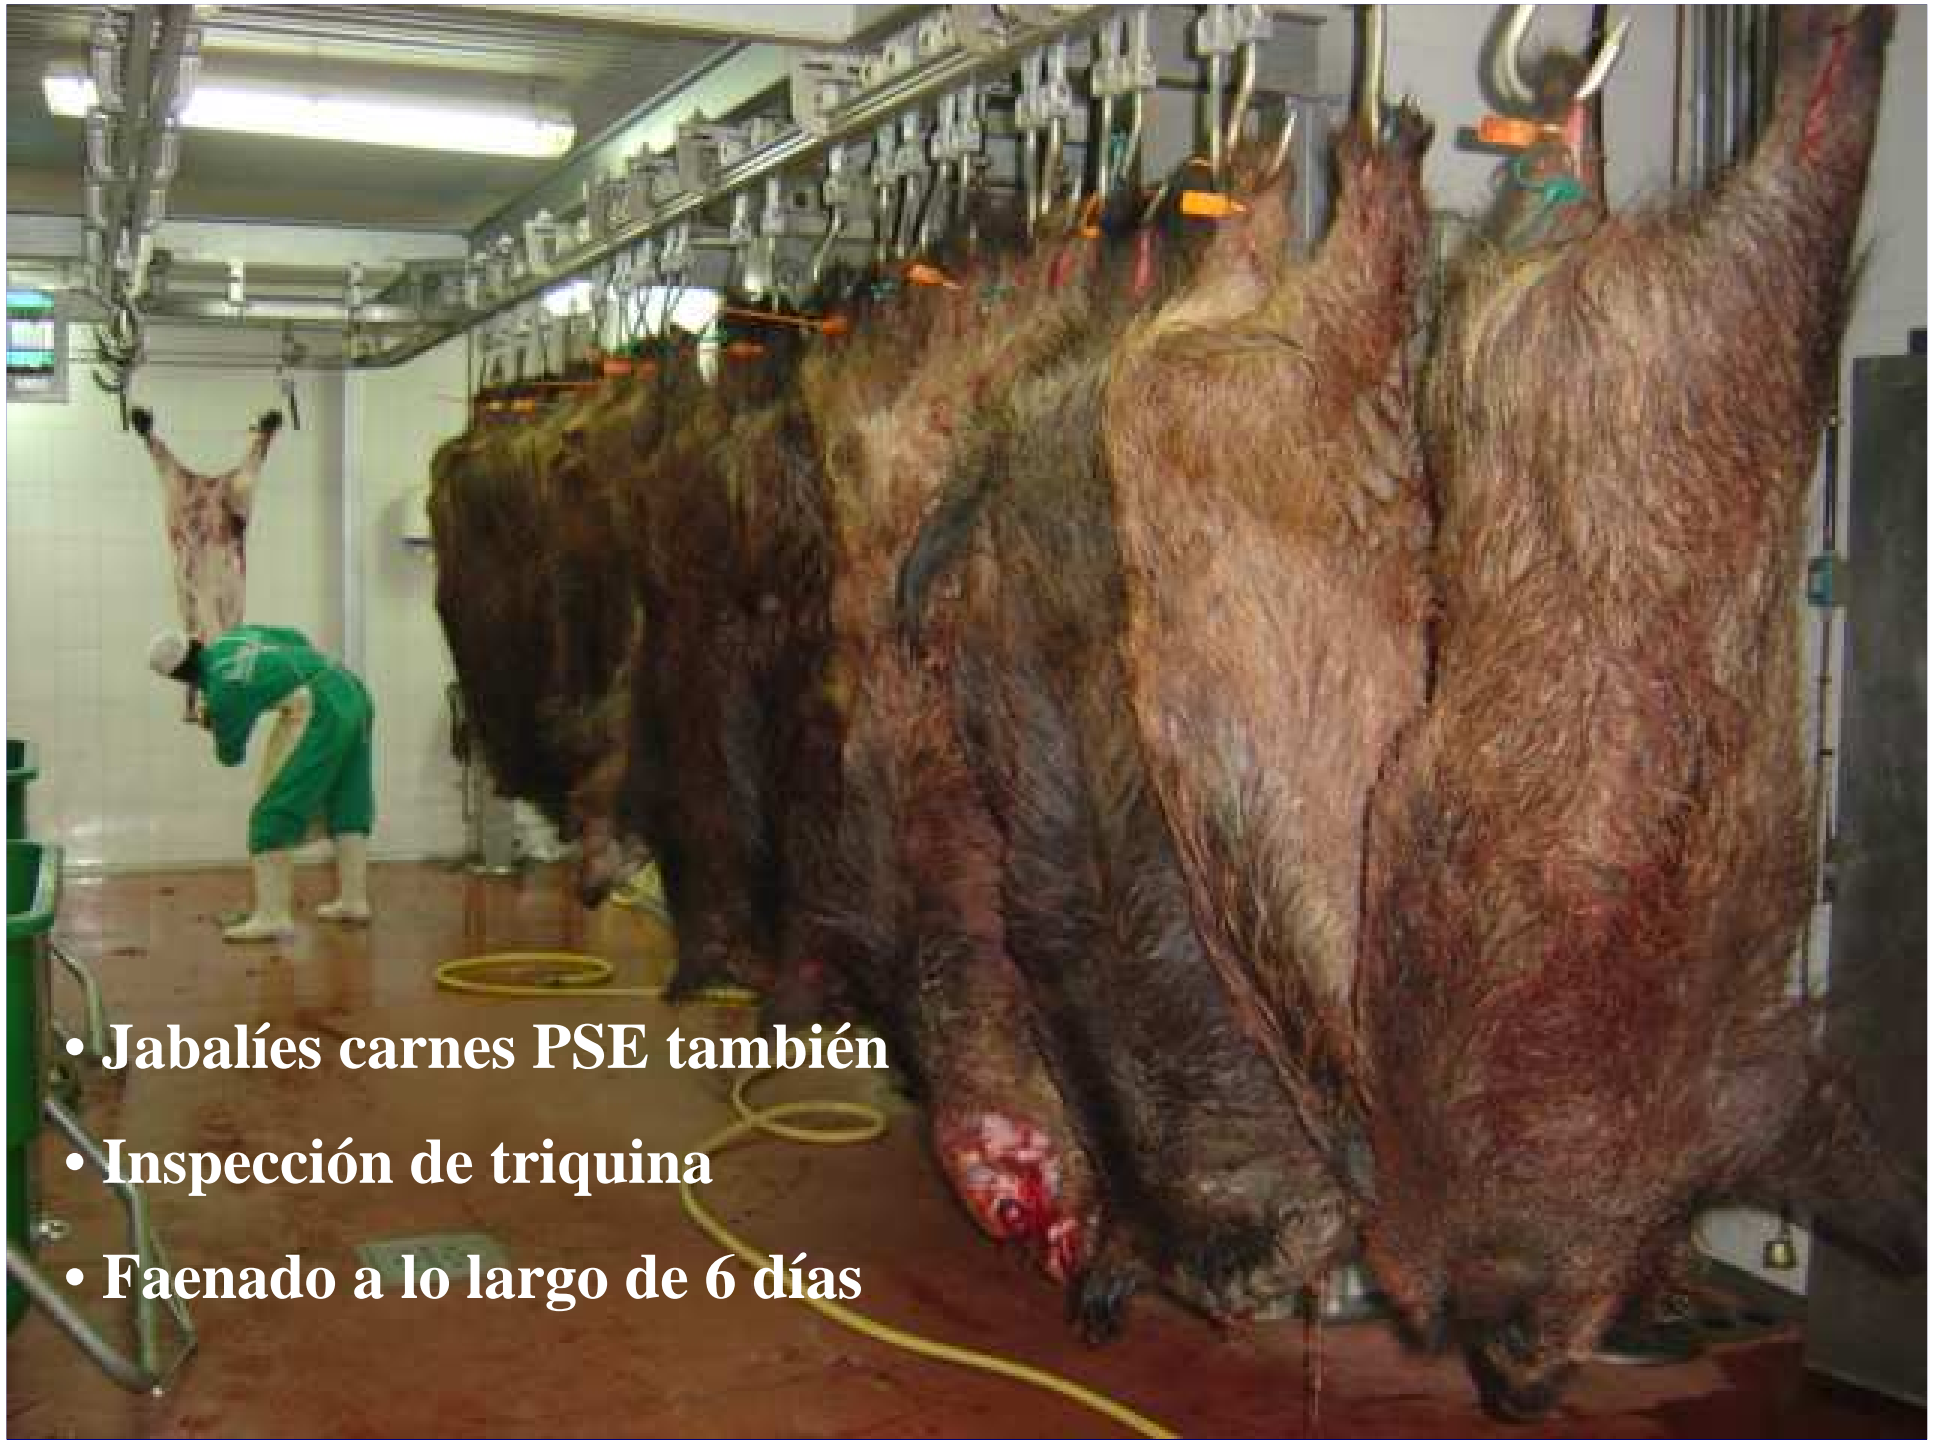 • Jabalíes carnes PSE también
• Inspección de triquina
• Faenado a lo largo de 6 días